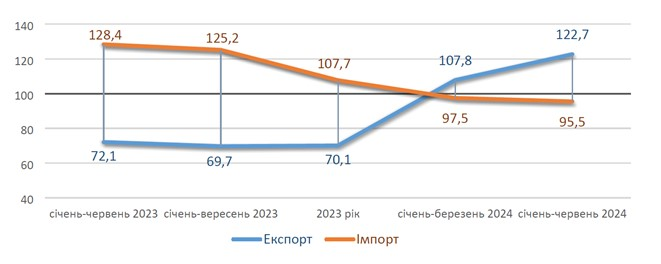 140
120
100
80
60
40
128,4
125,2
107,7
107,8
122,7
72,1
69,7
70,1
97,5
95,5
січень-червень 2023
січень-вересень 2023
2023 рік
січень-березень 2024
січень-червень 2024
Експорт
Імпорт